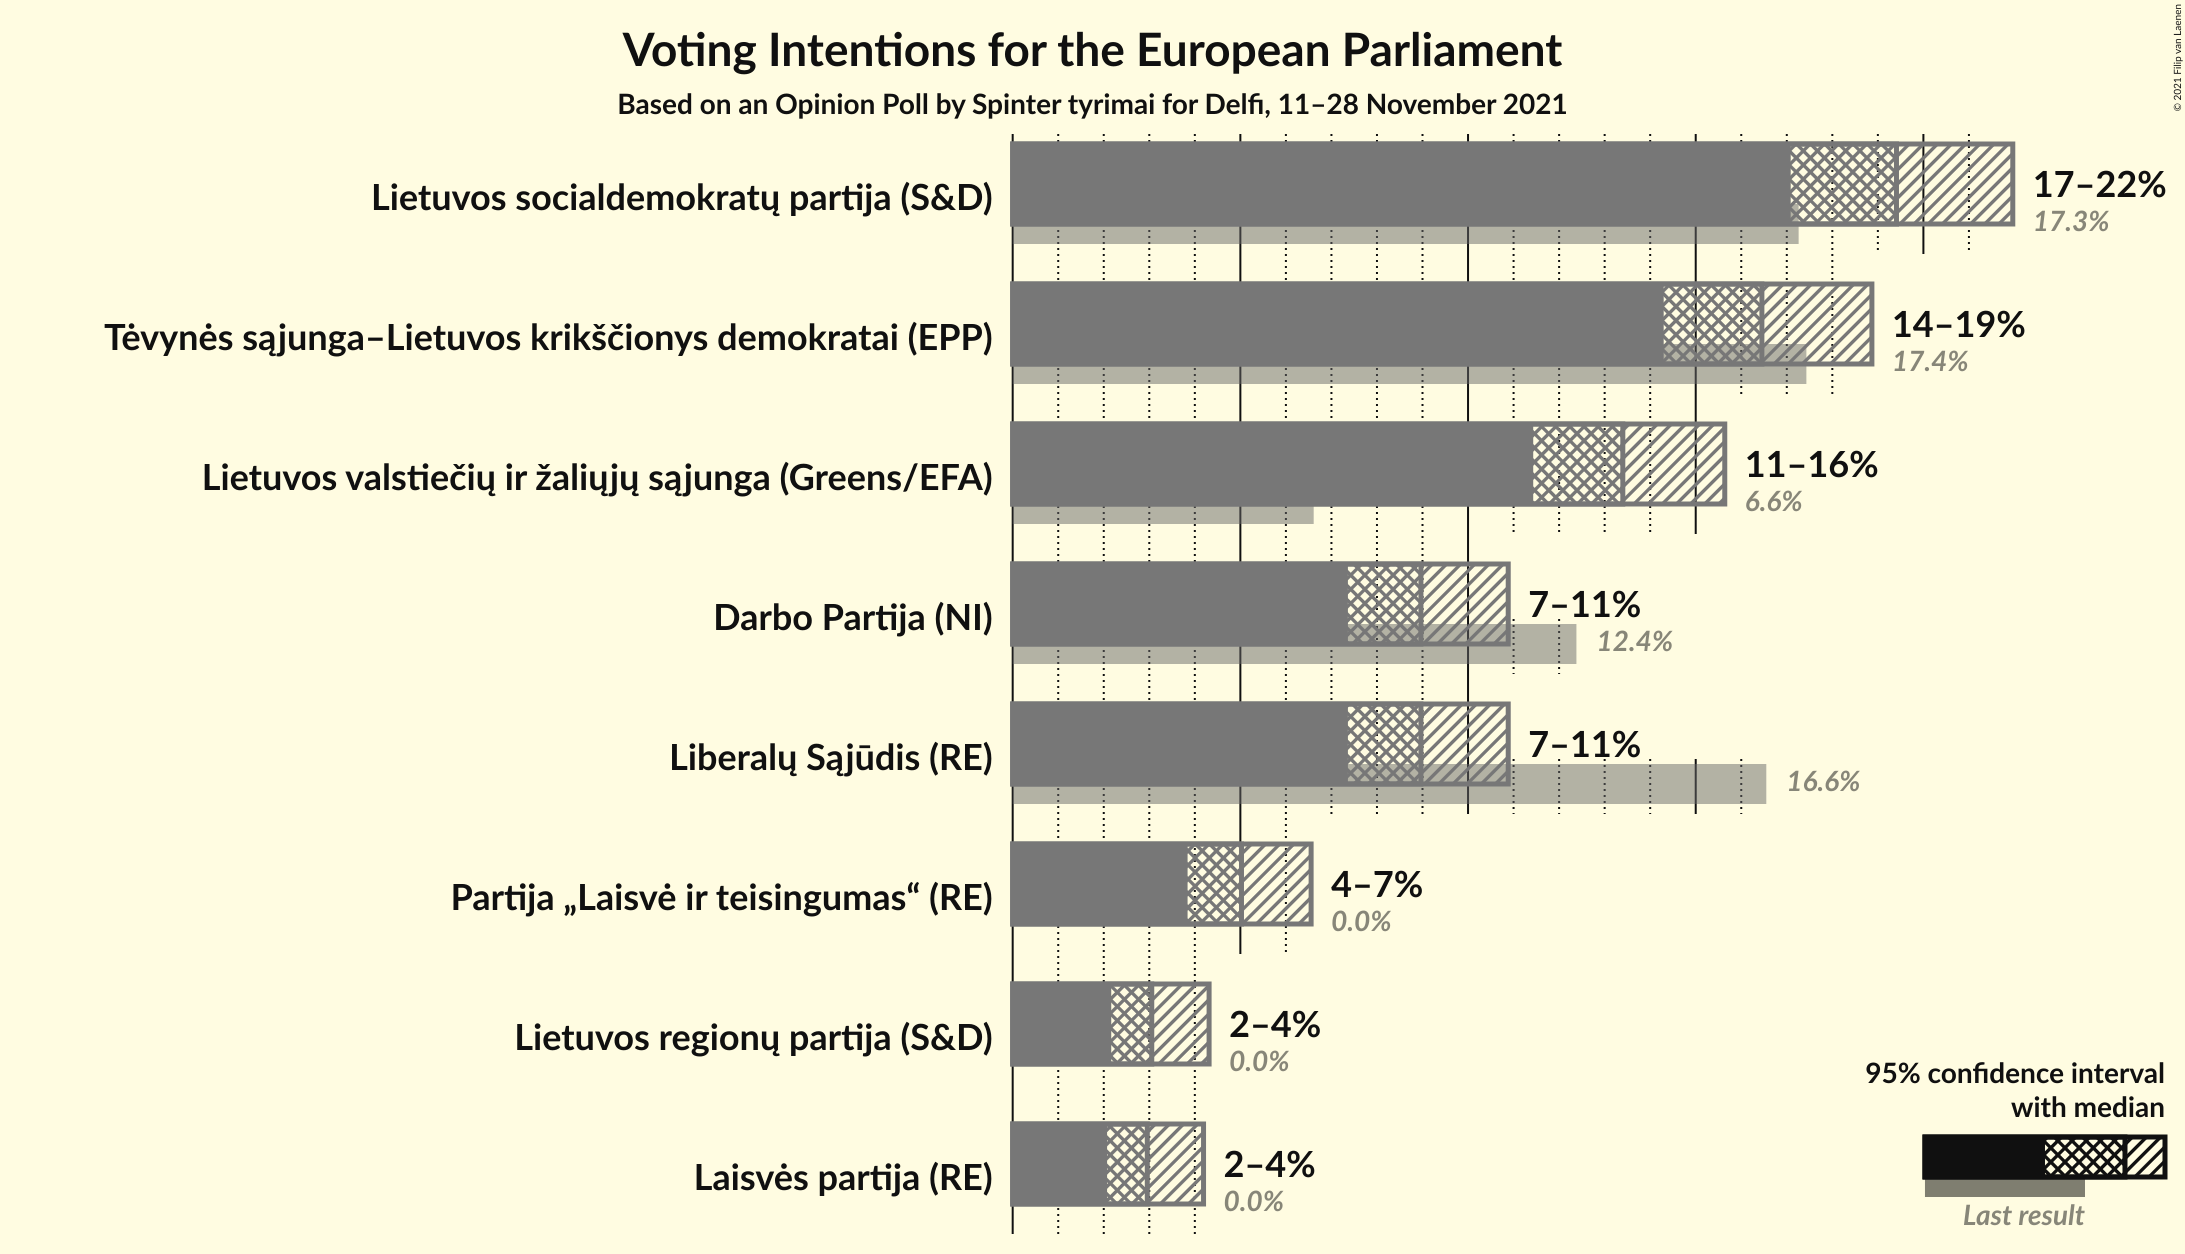 Voting Intentions for the European Parliament
Based on an Opinion Poll by Spinter tyrimai for Delfi, 11–28 November 2021
© 2021 Filip van Laenen
Lietuvos socialdemokratų partija (S&D)
17–22%
17.3%
Tėvynės sąjunga–Lietuvos krikščionys demokratai (EPP)
14–19%
17.4%
Lietuvos valstiečių ir žaliųjų sąjunga (Greens/EFA)
11–16%
6.6%
Darbo Partija (NI)
7–11%
12.4%
Liberalų Sąjūdis (RE)
7–11%
16.6%
Partija „Laisvė ir teisingumas“ (RE)
4–7%
0.0%
Lietuvos regionų partija (S&D)
2–4%
0.0%
Laisvės partija (RE)
2–4%
0.0%
95% confidence interval
with median
Last result